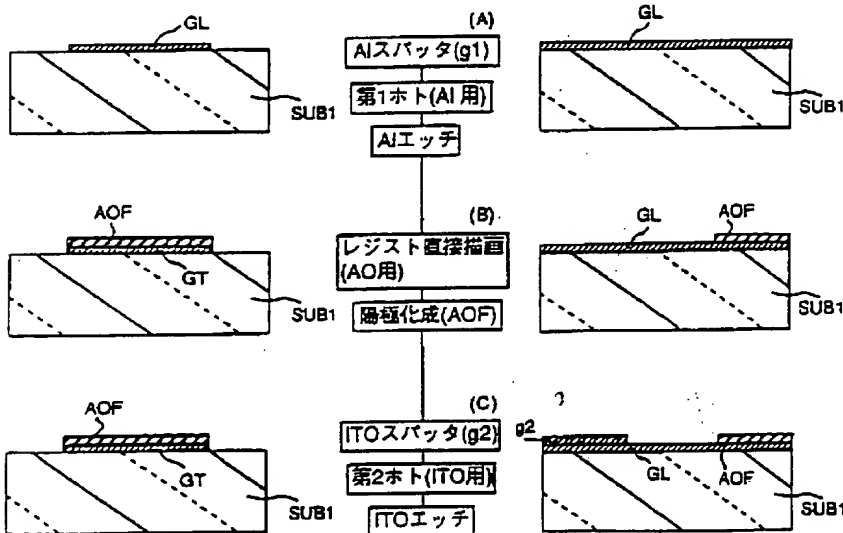 (A)
GL
SUB1
Alスパッタ(g1)
第1ホト(Al用)
Alエッチ
GL
SUB1
(B)
AOF
GT
SUB1
レジスト直接描画
(AO用)
陽極化成(AOF)
GL
AOF
SUB1
(C)
AOF
GT
SUB1
ITOスパッタ(g2)
第2ホト(ITO用)
ITOエッチ
g2
GL
AOF
SUB1